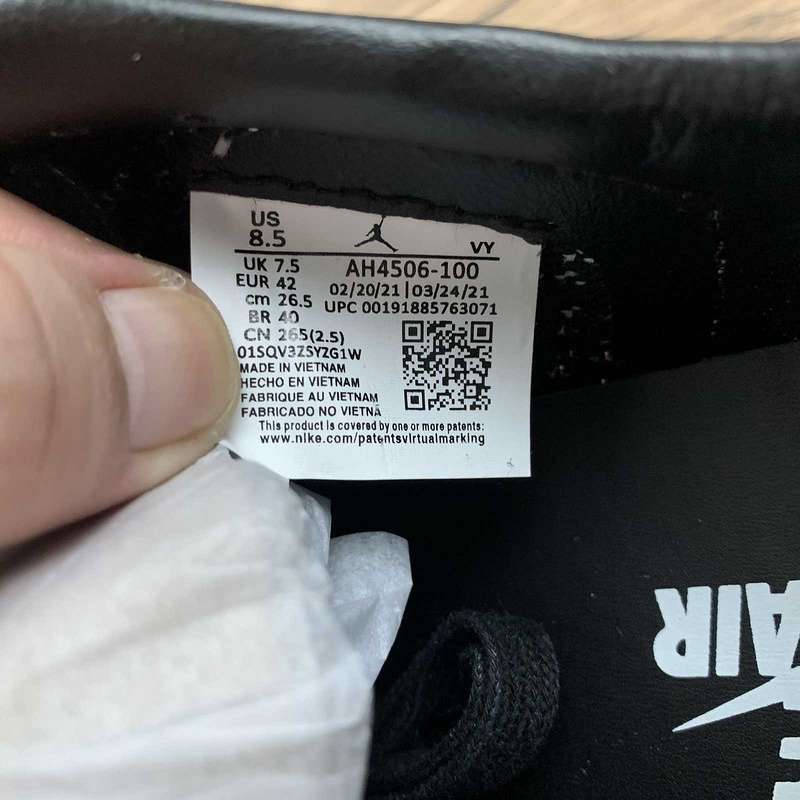 US
8.5
VY
UK 7.5
AH4506-100
EUR 42
02/20/21 | 03/24/21
cm 26.5
UPC 00191885763071
BR 40
CN 265(2.5)
01SQV3ZSYZG1W
MADE IN VIETNAM
HECHO EN VIETNAM
FABRIQUE AU VIETNAM
FABRICADO NO VIETNA
This product is covered by one or more patents:
www.nike.com/patentsvirtualmarking
AIR